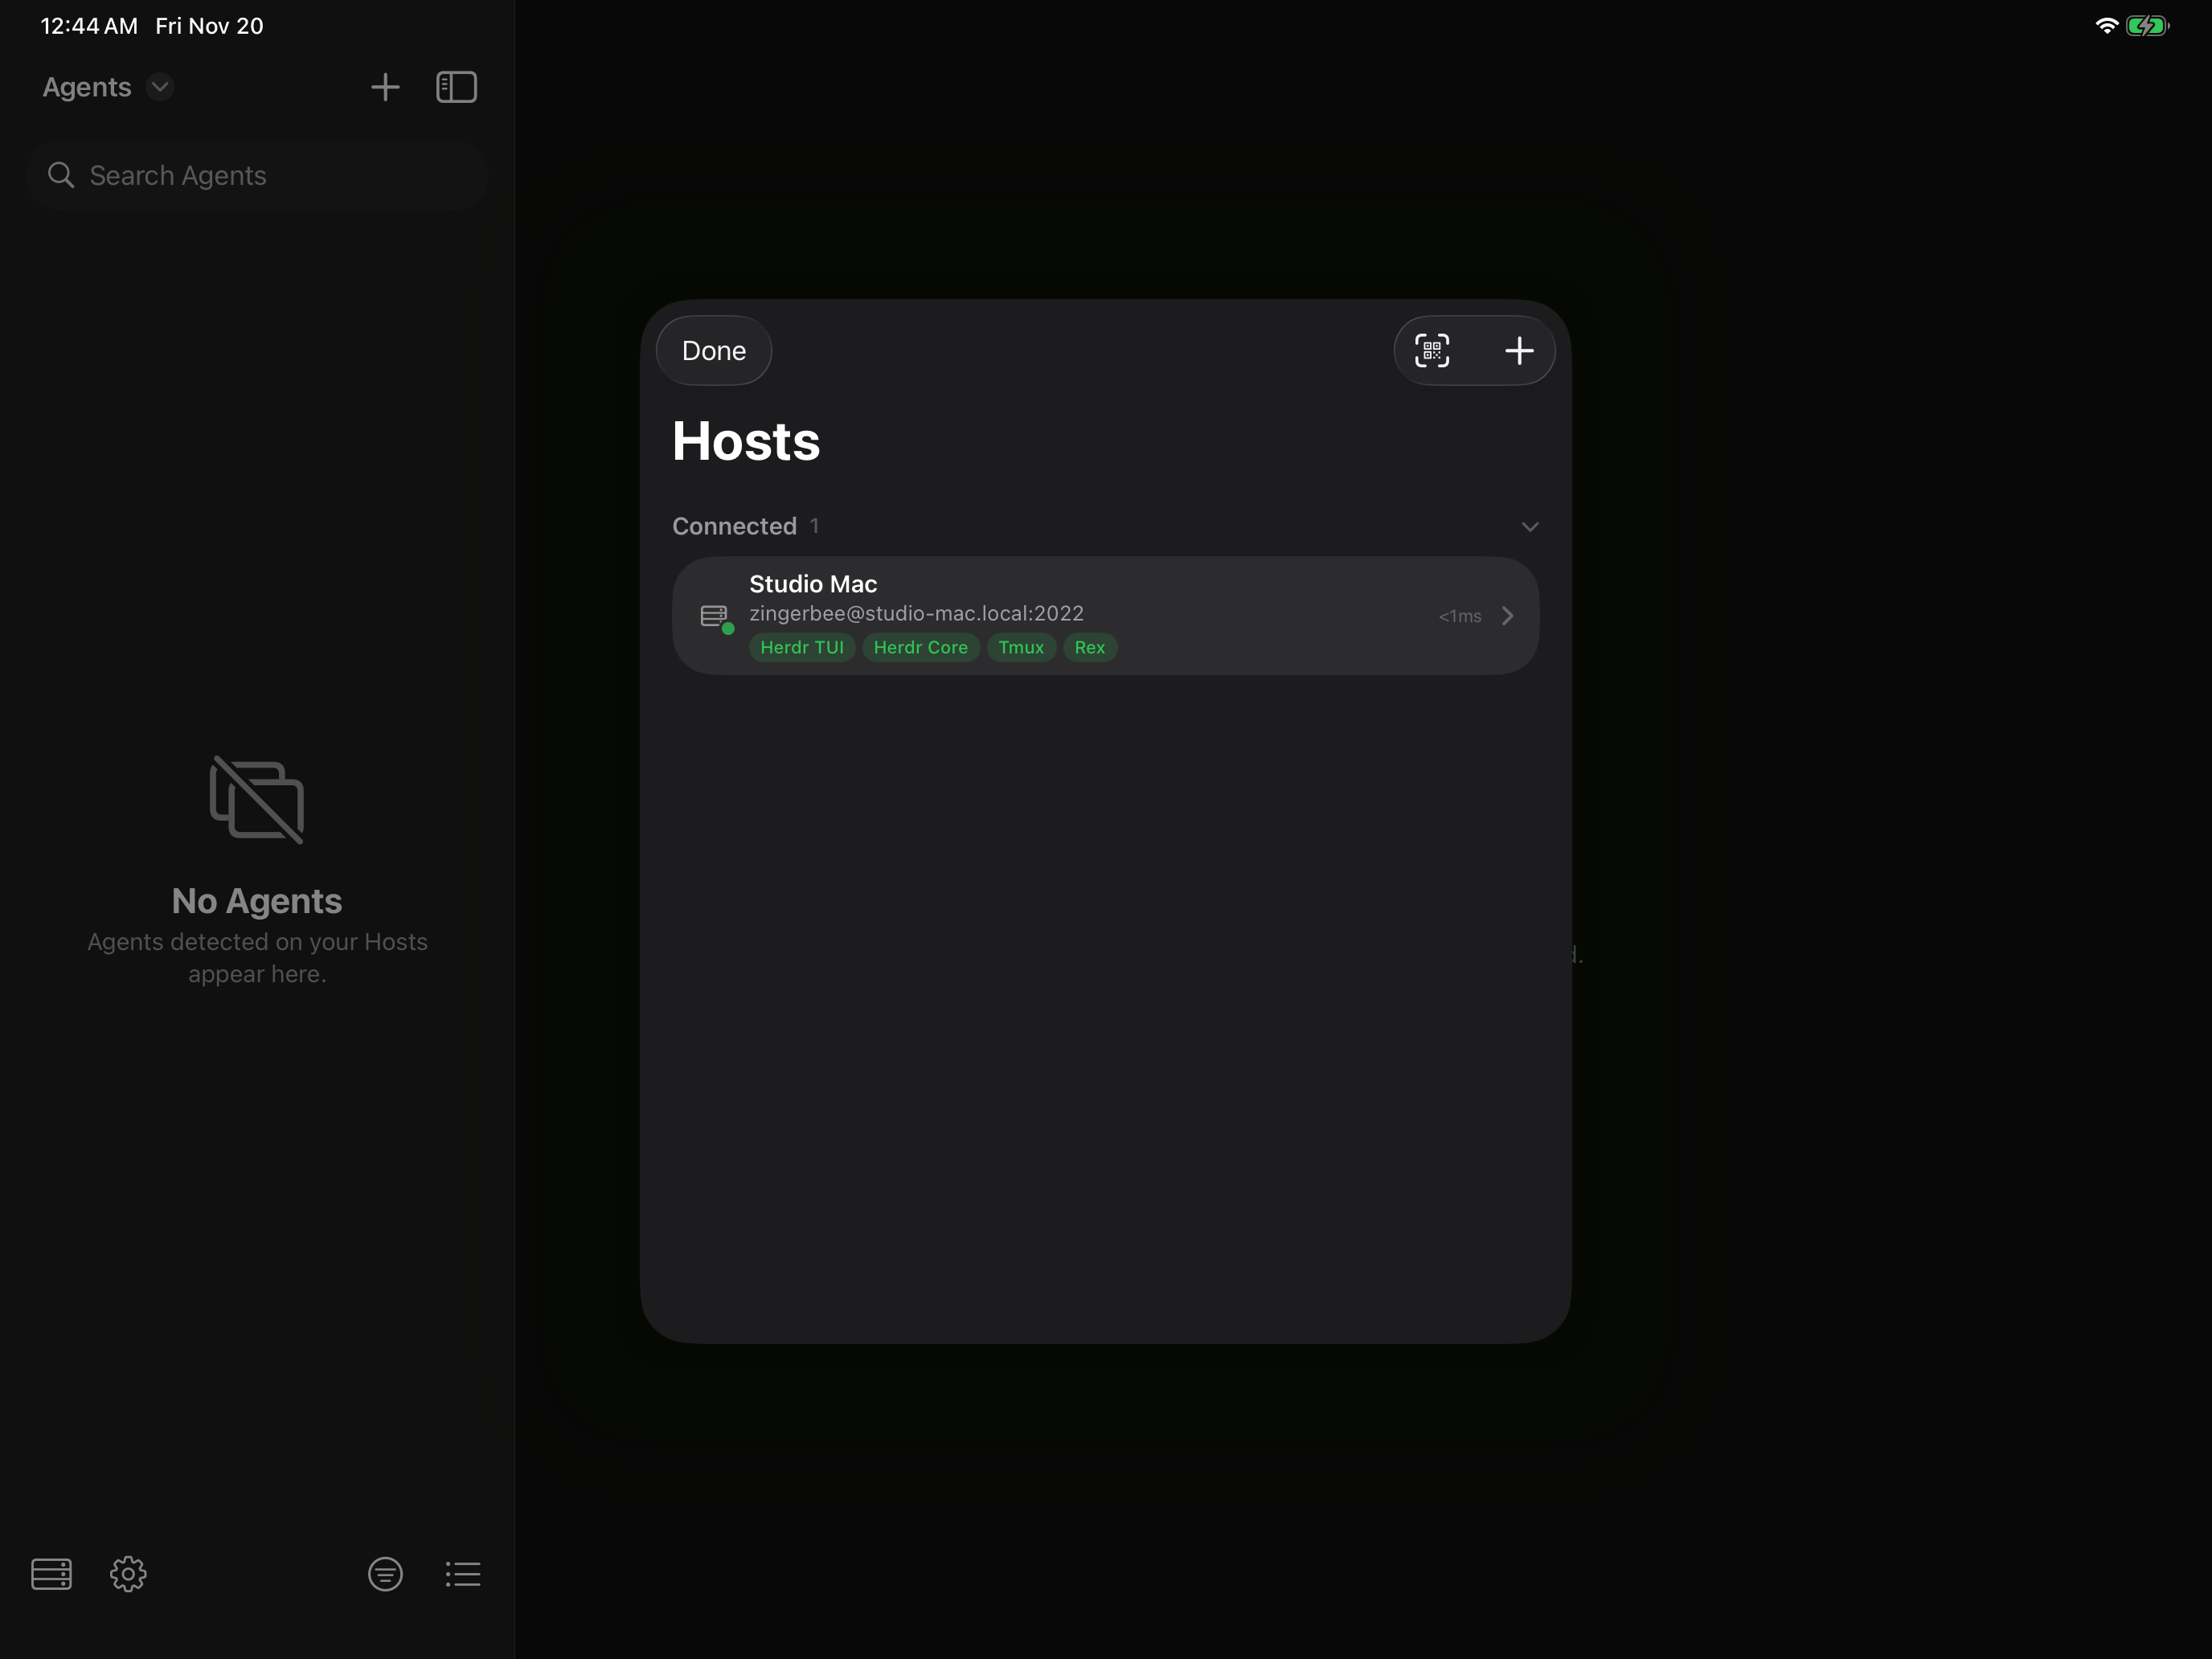 12:44 AM Fri Nov 20
Agents
Search Agents
No Agents
Agents detected on your Hosts
appear here.
Done
Hosts
Connected 1
Studio Mac
zingerbee@studio-mac.local:2022
<1ms
Herdr TUI Herdr Core Tmux Rex
d.